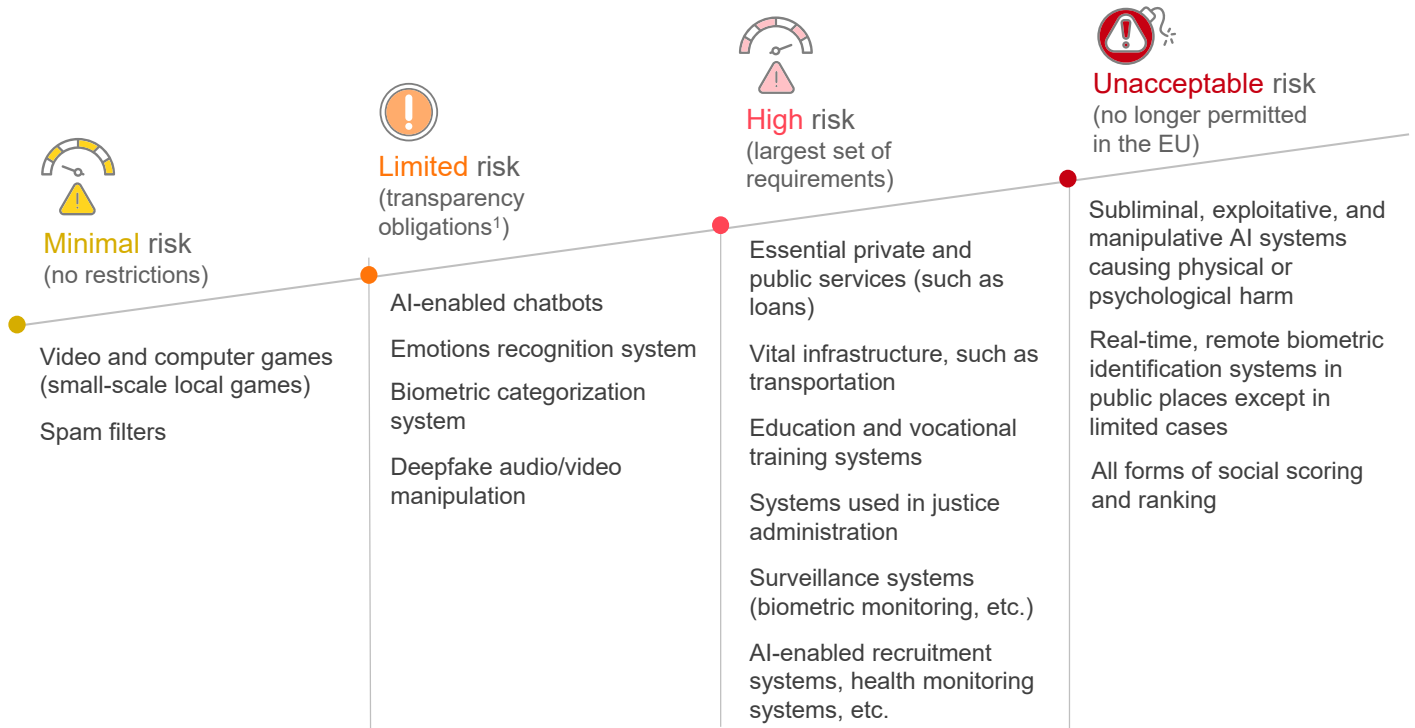 Minimal risk
(no restrictions)
Video and computer games
(small-scale local games)
Spam filters
Limited risk
(transparency
obligations¹)
AI-enabled chatbots
Emotions recognition system
Biometric categorization
system
Deepfake audio/video
manipulation
High risk
(largest set of
requirements)
Essential private and
public services (such as
loans)
Vital infrastructure, such as
transportation
Education and vocational
training systems
Systems used in justice
administration
Surveillance systems
(biometric monitoring, etc.)
AI-enabled recruitment
systems, health monitoring
systems, etc.
Unacceptable risk
(no longer permitted
in the EU)
Subliminal, exploitative, and
manipulative AI systems
causing physical or
psychological harm
Real-time, remote biometric
identification systems in
public places except in
limited cases
All forms of social scoring
and ranking